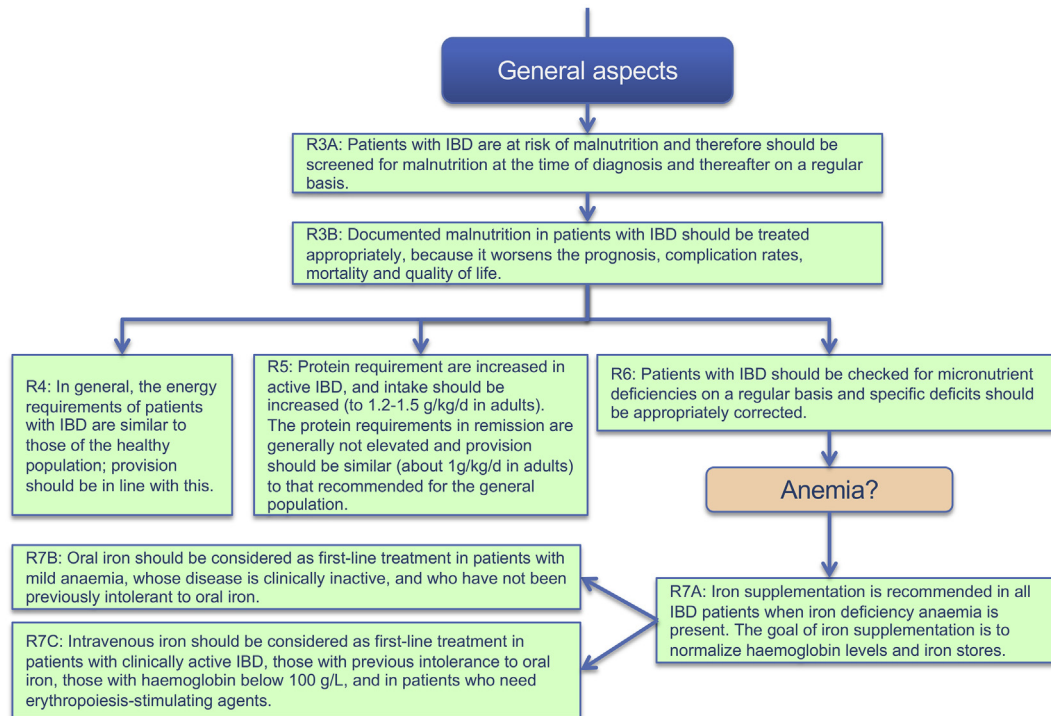 General aspects
R3A: Patients with IBD are at risk of malnutrition and therefore should be
screened for malnutrition at the time of diagnosis and thereafter on a regular
basis.
R3B: Documented malnutrition in patients with IBD should be treated
appropriately, because it worsens the prognosis, complication rates,
mortality and quality of life.
R4: In general, the energy
requirements of patients
with IBD are similar to
those of the healthy
population; provision
should be in line with this.
R5: Protein requirement are increased in
active IBD, and intake should be
increased (to 1.2-1.5 g/kg/d in adults).
The protein requirements in remission are
generally not elevated and provision
should be similar (about 1g/kg/d in adults)
to that recommended for the general
population.
R6: Patients with IBD should be checked for micronutrient
deficiencies on a regular basis and specific deficits should
be appropriately corrected.
Anemia?
R7B: Oral iron should be considered as first-line treatment in patients with
mild anaemia, whose disease is clinically inactive, and who have not been
previously intolerant to oral iron.
R7A: Iron supplementation is recommended in all
IBD patients when iron deficiency anaemia is
present. The goal of iron supplementation is to
normalize haemoglobin levels and iron stores.
R7C: Intravenous iron should be considered as first-line treatment in
patients with clinically active IBD, those with previous intolerance to oral
iron, those with haemoglobin below 100 g/L, and in patients who need
erythropoiesis-stimulating agents.